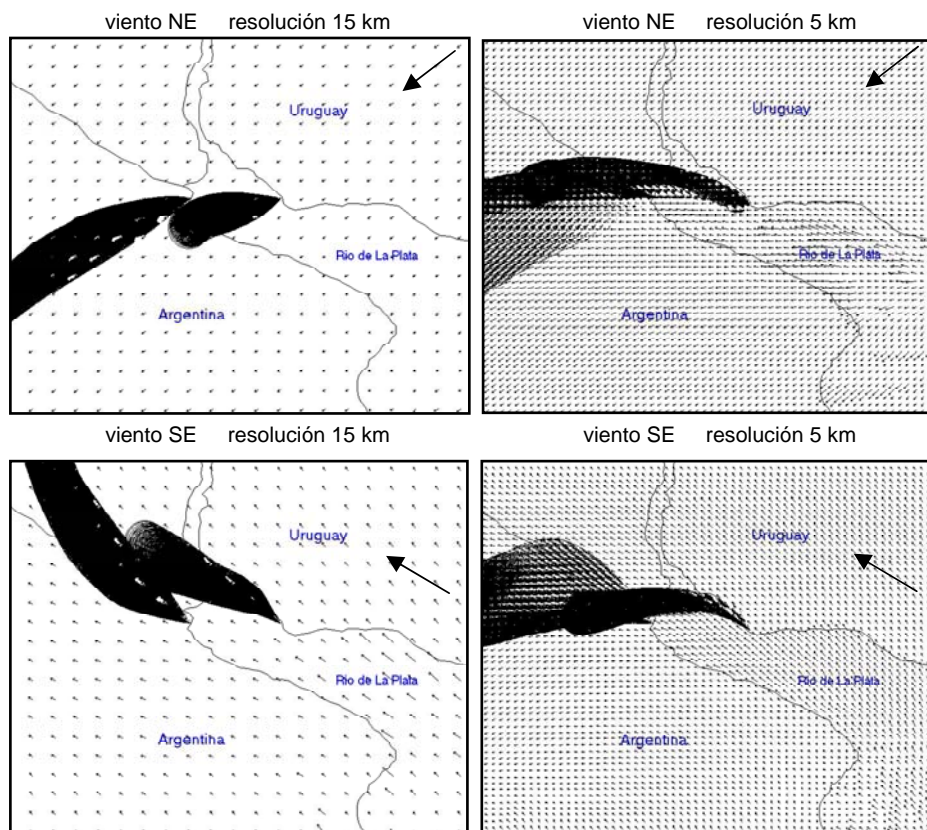 viento NE resolución 15 km
viento NE resolución 5 km
Uruguay
Rio de La Plata
Argentina
Uruguay
Rio de La Plata
Argentina
viento SE resolución 15 km
viento SE resolución 5 km
Uruguay
Rio de La Plata
Argentina
Uruguay
Rio de La Plata
Argentina